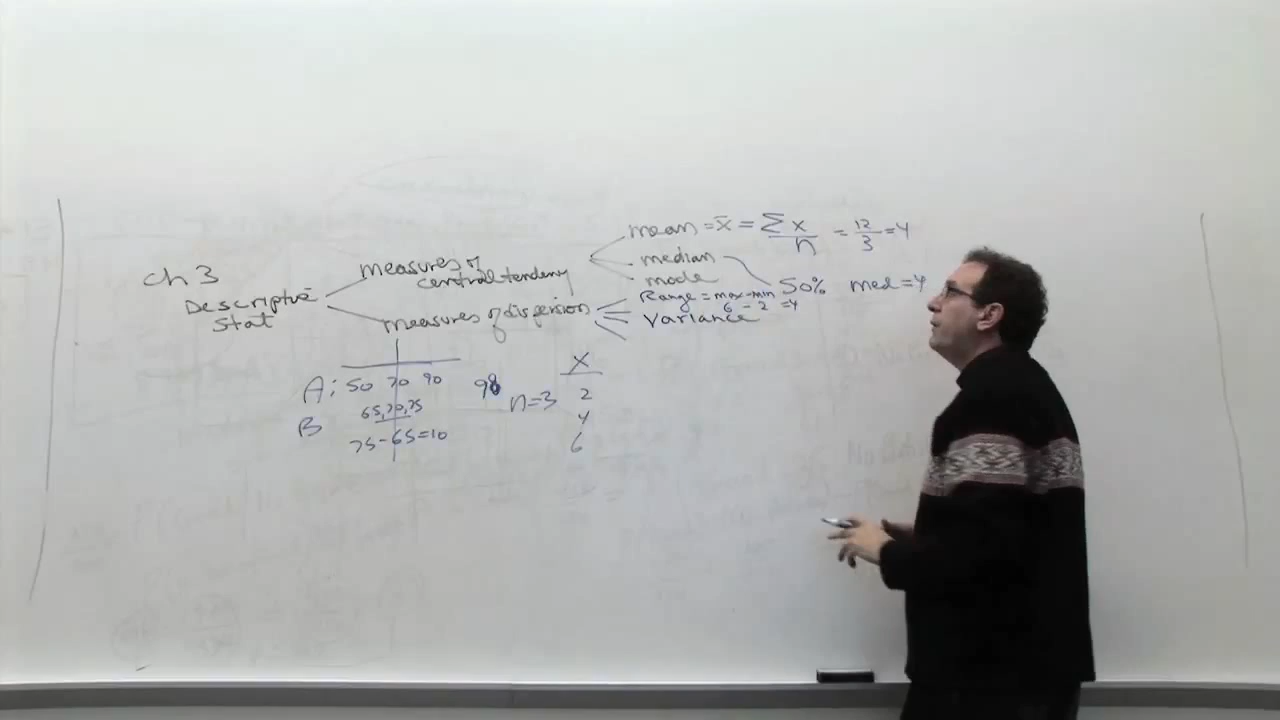 Ch 3
Descriptive
Stat
measures of
central tendency
measures of dispersion
mean = x̄ = Σx/n = 12/3 = 4
median
mode
50% med = 4
Range = max-min
6 - 2 = 4
Variance
A: 50 70 90
B 65, 70, 75
75 - 65 = 10
n=3
X
2
4
6